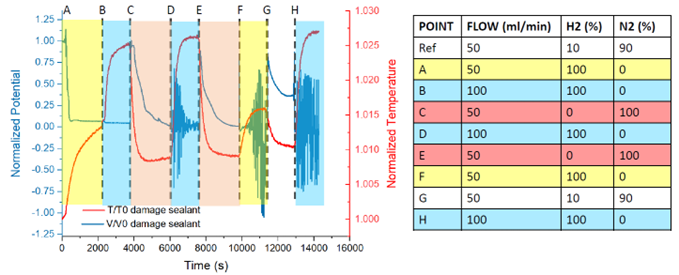 A B C D E F G H
Normalized Potential
1.25
1.00
0.75
0.50
0.25
0.00
-0.25
-0.50
-0.75
-1.00
-1.25
T/T0 damage sealant
V/V0 damage sealant
0 2000 4000 6000 8000 10000 12000 14000 16000
Time (s)
1.030
1.025
1.020
1.015
1.010
1.005
1.000
Normalized Temperature
POINT FLOW (ml/min) H2 (%) N2 (%)
Ref 50 10 90
A 50 100 0
B 100 100 0
C 50 0 100
D 100 100 0
E 50 0 100
F 50 100 0
G 50 10 90
H 100 100 0